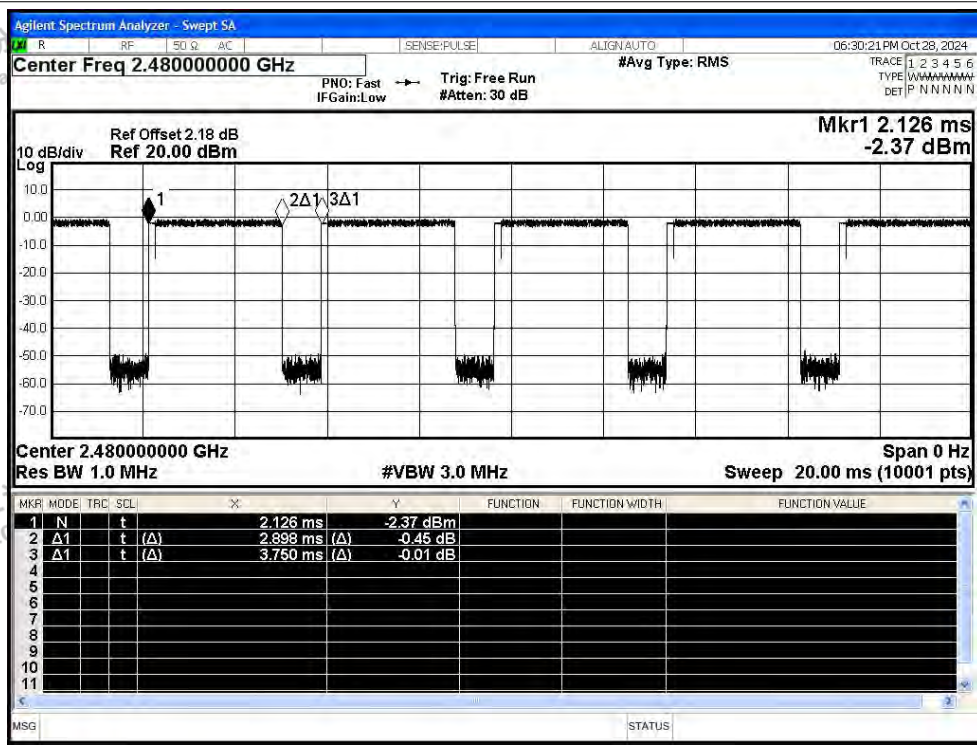 Agilent Spectrum Analyzer - Swept SA
R RF 50 Ω AC SENSE:PULSE ALIGN AUTO 06:30:21 PM Oct 28, 2024
Center Freq 2.480000000 GHz #Avg Type: RMS TRACE 1 2 3 4 5 6
PNO: Fast Trig: Free Run TYPE WWWWWW
IFGain:Low #Atten: 30 dB DET P N N N N N
Mkr1 2.126 ms
Ref Offset 2.18 dB
10 dB/div Ref 20.00 dBm -2.37 dBm
Log
10.0
1 2Δ1 3Δ1
0.00
-10.0
-20.0
-30.0
-40.0
-50.0
-60.0
-70.0
Center 2.480000000 GHz Span 0 Hz
Res BW 1.0 MHz #VBW 3.0 MHz Sweep 20.00 ms (10001 pts)
MKR MODE TRC SCL X Y FUNCTION FUNCTION WIDTH FUNCTION VALUE
1 N t 2.126 ms -2.37 dBm
2 Δ1 t (Δ) 2.898 ms (Δ) -0.45 dB
3 Δ1 t (Δ) 3.750 ms (Δ) -0.01 dB
4
5
6
7
8
9
10
11
MSG STATUS